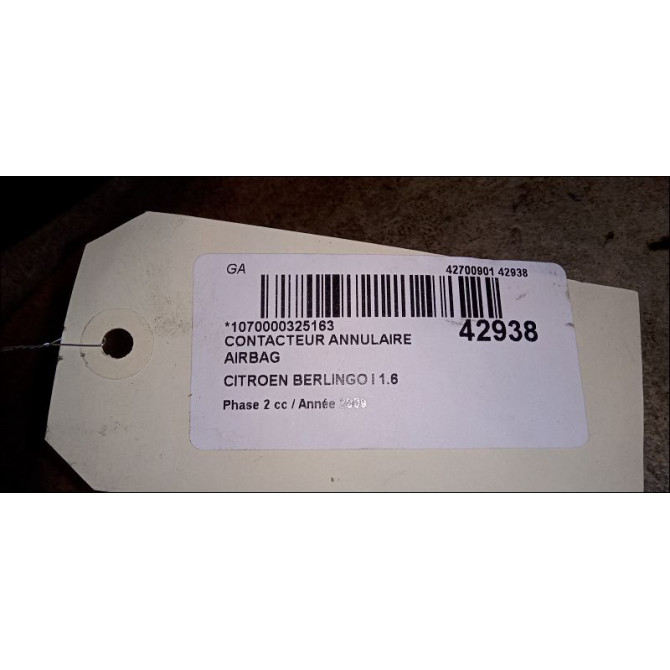 GA 42700901 42938
*1070000325163 42938
CONTACTEUR ANNULAIRE
AIRBAG
CITROEN BERLINGO I 1.6
Phase 2 cc / Année